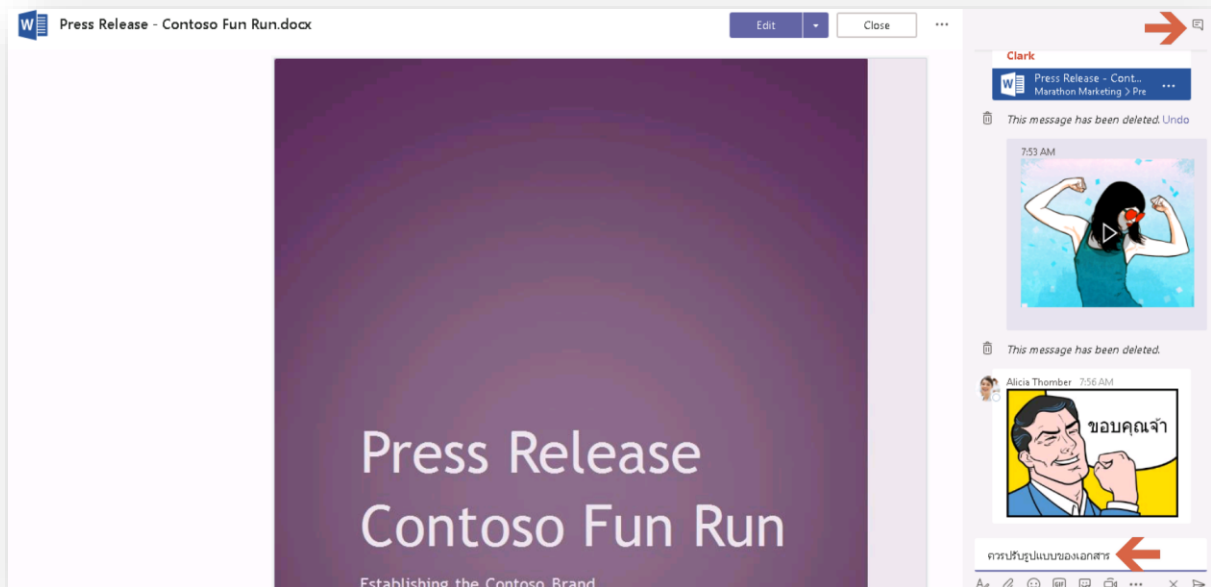 Press Release - Contoso Fun Run.docx
Edit
Close
Press Release
Contoso Fun Run
Establishing the Contoso Brand
Clark
Press Release - Cont...
Marathon Marketing > Pre
This message has been deleted. Undo
7:53 AM
This message has been deleted.
Alicia Thomber 7:56 AM
ขอบคุณจ้า
ควรปรับรูปแบบของเอกสาร
GIF